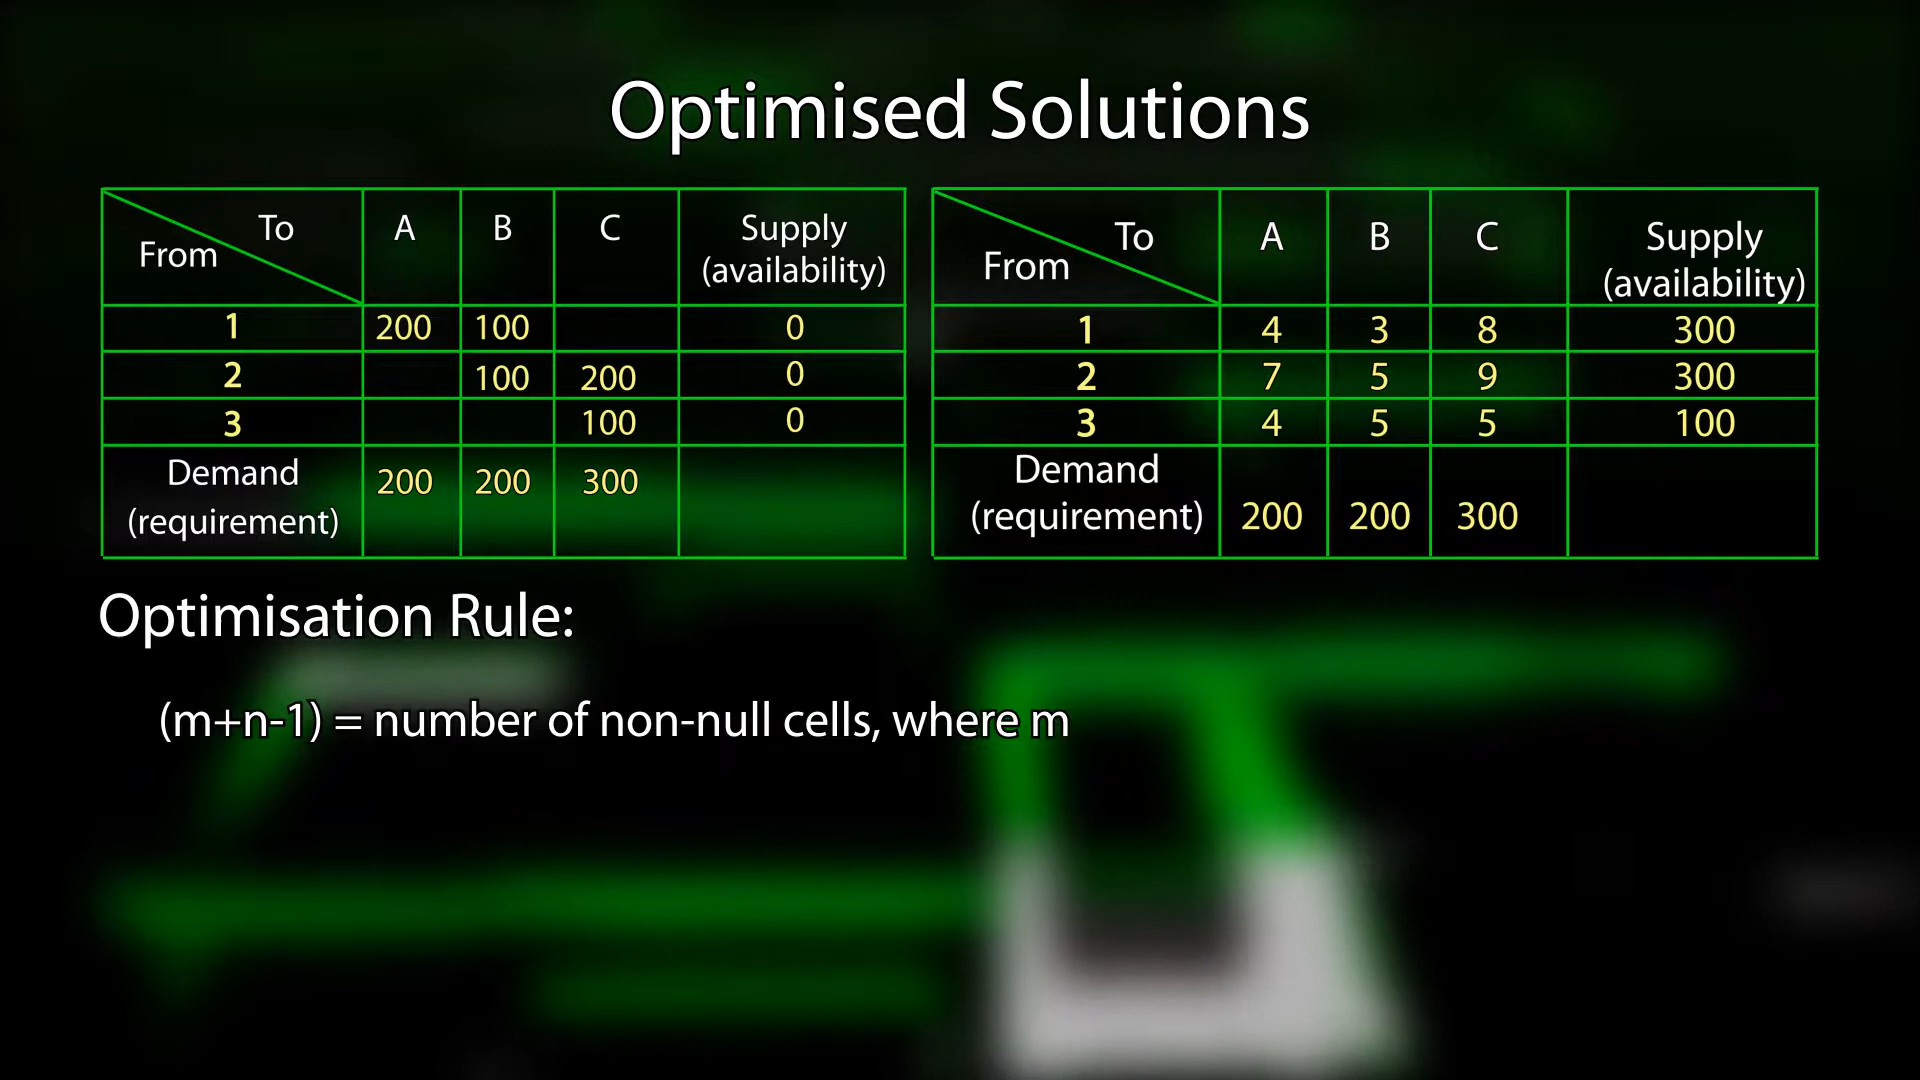 Optimised Solutions
To A B C Supply
From (availability)
1 200 100 0
2 100 200 0
3 100 0
Demand
(requirement) 200 200 300
To A B C Supply
From (availability)
1 4 3 8 300
2 7 5 9 300
3 4 5 5 100
Demand
(requirement) 200 200 300
Optimisation Rule:
(m+n-1) = number of non-null cells, where m